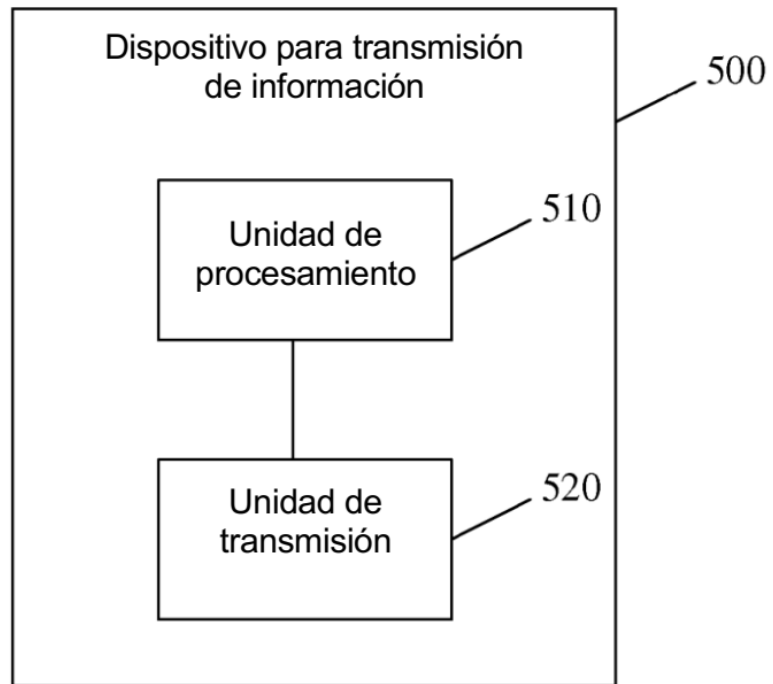 Dispositivo para transmisión
de información
500
510
Unidad de
procesamiento
520
Unidad de
transmisión